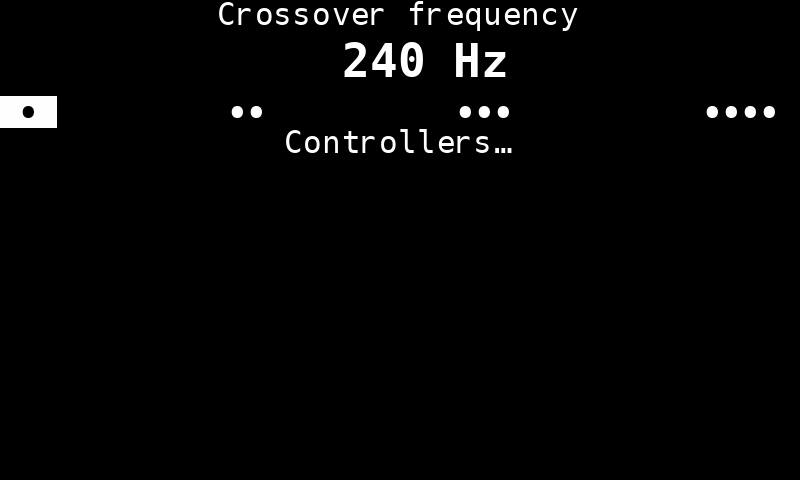 Crossover frequency
240 Hz
• •• ••• ••••
Controllers…